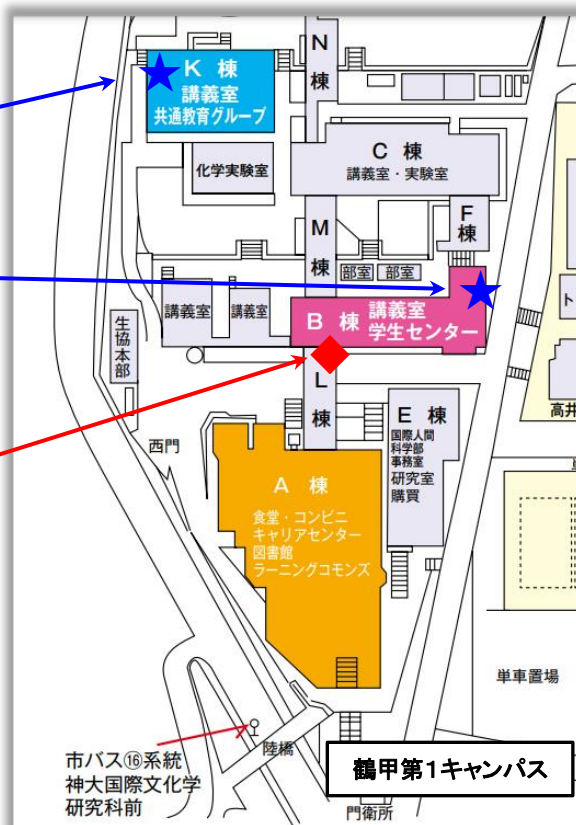 N
棟
K 棟
講義室
共通教育グループ
C 棟
講義室・実験室
化学実験室
F
棟
M
棟
部室
部室
講義室
講義室
B 棟
講義室
学生センター
ト
生
協
本
部
L
棟
E 棟
国際人間
科学部
事務室
研究室
購買
高井
西門
A 棟
食堂・コンビニ
キャリアセンター
図書館
ラーニングコモンズ
単車置場
市バス⑯系統
神大国際文化学
研究科前
陸橋
鶴甲第1キャンパス
門衛所